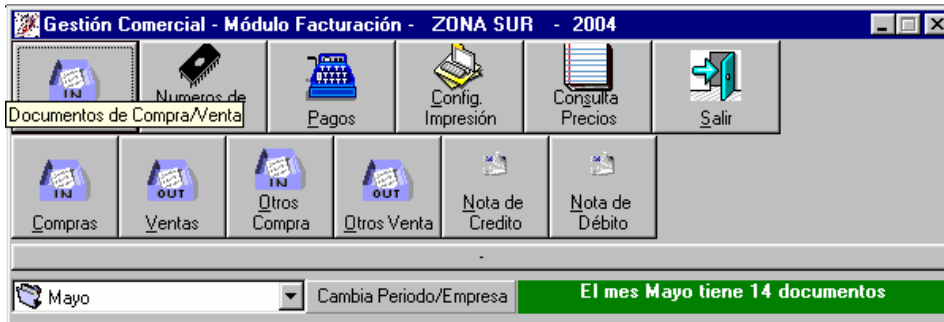 Gestión Comercial - Módulo Facturación - ZONA SUR - 2004
IN
Numeros de
Documentos de Compra/Venta
Pagos
Config.
Impresión
Consulta
Precios
Salir
IN
Compras
OUT
Ventas
IN
Otros
Compra
OUT
Otros Venta
Nota de
Credito
Nota de
Débito
-
Mayo
Cambia Periodo/Empresa
El mes Mayo tiene 14 documentos